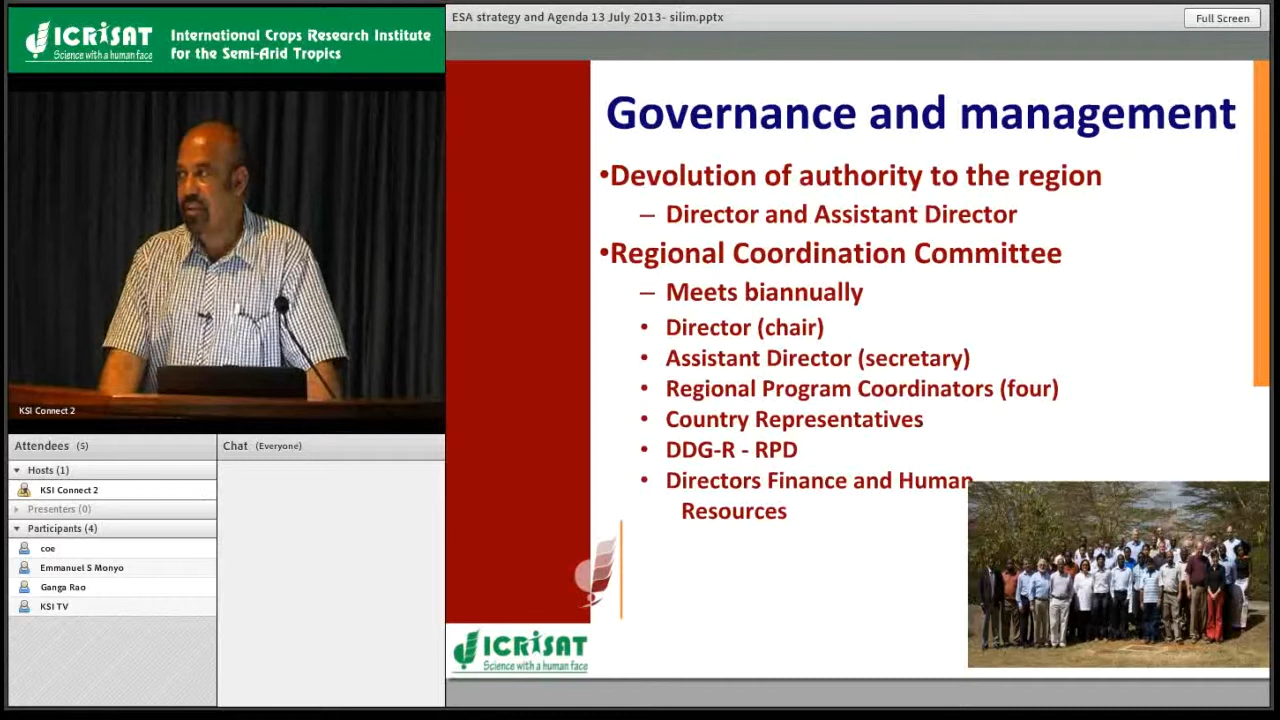 ICRISAT
Science with a human face
International Crops Research Institute
for the Semi-Arid Tropics
KSI Connect 2
Attendees (5)
Hosts (1)
KSI Connect 2
Presenters (0)
Participants (4)
coe
Emmanuel S Monyo
Ganga Rao
KSI TV
Chat (Everyone)
ESA strategy and Agenda 13 July 2013- silim.pptx
Full Screen
Governance and management
•Devolution of authority to the region
– Director and Assistant Director
•Regional Coordination Committee
– Meets biannually
• Director (chair)
• Assistant Director (secretary)
• Regional Program Coordinators (four)
• Country Representatives
• DDG-R - RPD
• Directors Finance and Human
Resources
ICRISAT
Science with a human face